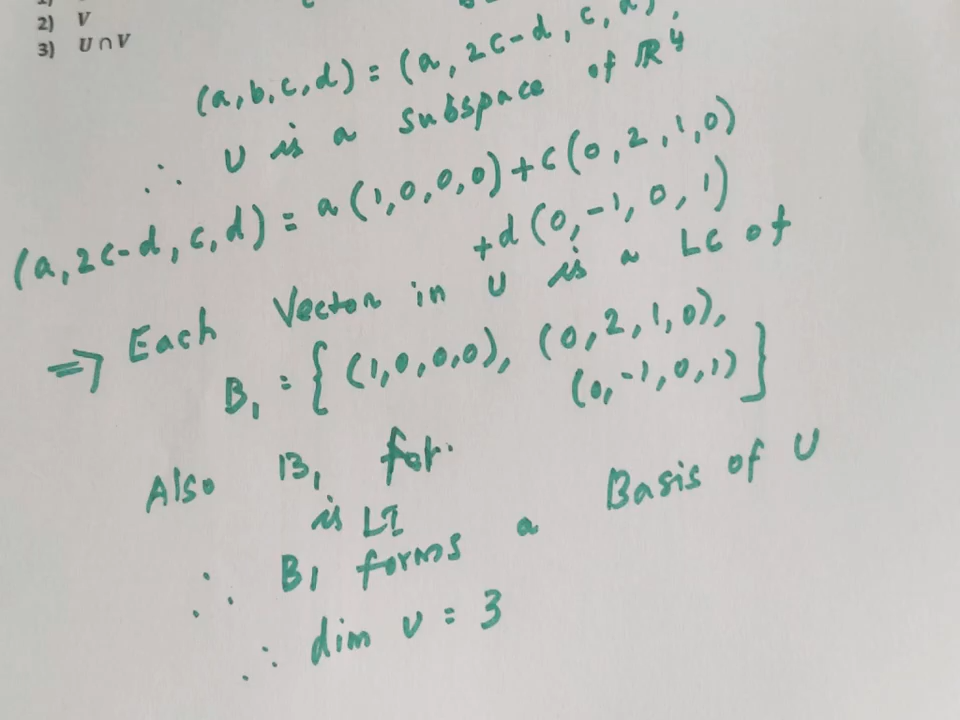 2) V
3) U∩V
(a,b,c,d) = (a, 2c-d, c, d),
∴ U is a subspace of ℝ⁴
(a, 2c-d, c, d) = a(1,0,0,0)+c(0,2,1,0)
+d(0,-1,0,1)
⇒ Each Vector in U is a LC of
B₁ = { (1,0,0,0), (0,2,1,0),
(0,-1,0,1) }
Also B₁ for.
is LI
∴ B₁ forms a Basis of U
∴ dim U = 3